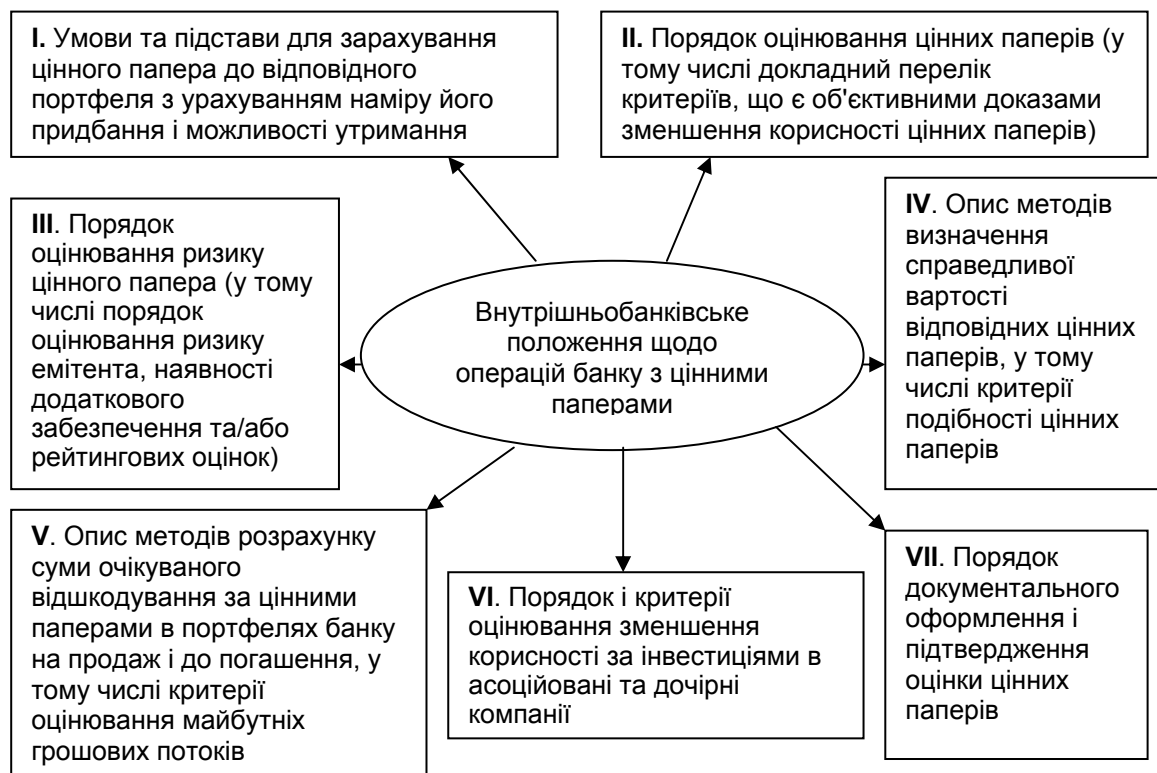 I. Умови та підстави для зарахування
цінного папера до відповідного
портфеля з урахуванням наміру його
придбання і можливості утримання
II. Порядок оцінювання цінних паперів (у
тому числі докладний перелік
критеріїв, що є об'єктивними доказами
зменшення корисності цінних паперів)
III. Порядок
оцінювання ризику
цінного папера (у тому
числі порядок
оцінювання ризику
емітента, наявності
додаткового
забезпечення та/або
рейтингових оцінок)
Внутрішньобанківське
положення щодо
операцій банку з цінними
паперами
IV. Опис методів
визначення
справедливої
вартості
відповідних цінних
паперів, у тому
числі критерії
подібності цінних
паперів
V. Опис методів розрахунку
суми очікуваного
відшкодування за цінними
паперами в портфелях банку
на продаж і до погашення, у
тому числі критерії
оцінювання майбутніх
грошових потоків
VI. Порядок і критерії
оцінювання зменшення
корисності за інвестиціями в
асоційовані та дочірні
компанії
VII. Порядок
документального
оформлення і
підтвердження
оцінки цінних
паперів